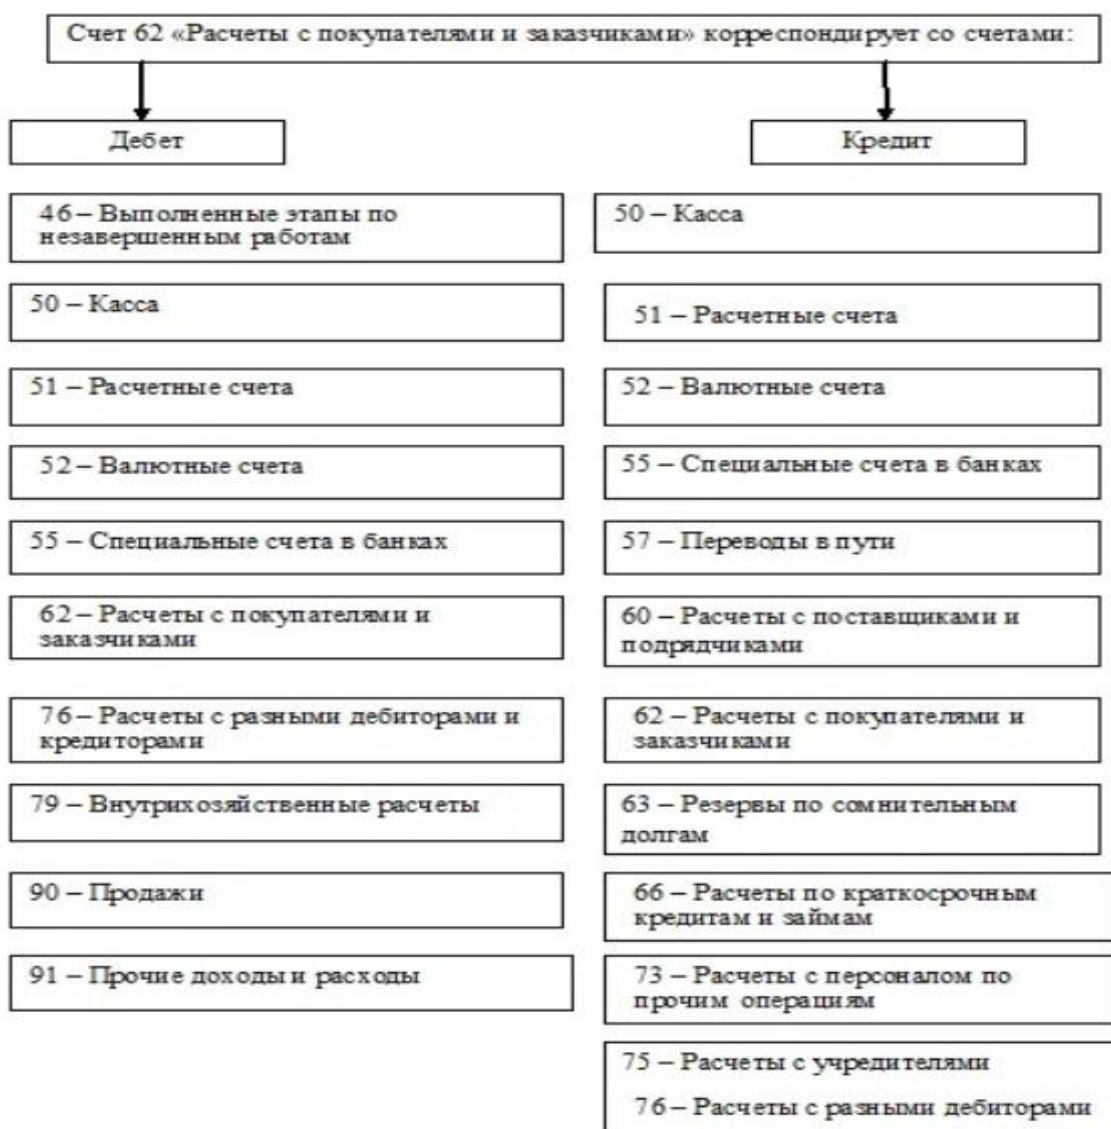 Счет 62 «Расчеты с покупателями и заказчиками» корреспондирует со счетами:
Дебет
Кредит
46 – Выполненные этапы по
незавершенным работам
50 – Касса
51 – Расчетные счета
52 – Валютные счета
55 – Специальные счета в банках
62 – Расчеты с покупателями и
заказчиками
76 – Расчеты с разными дебиторами и
кредиторами
79 – Внутрихозяйственные расчеты
90 – Продажи
91 – Прочие доходы и расходы
50 – Касса
51 – Расчетные счета
52 – Валютные счета
55 – Специальные счета в банках
57 – Переводы в пути
60 – Расчеты с поставщиками и
подрядчиками
62 – Расчеты с покупателями и
заказчиками
63 – Резервы по сомнительным
долгам
66 – Расчеты по краткосрочным
кредитам и займам
73 – Расчеты с персоналом по
прочим операциям
75 – Расчеты с учредителями
76 – Расчеты с разными дебиторами